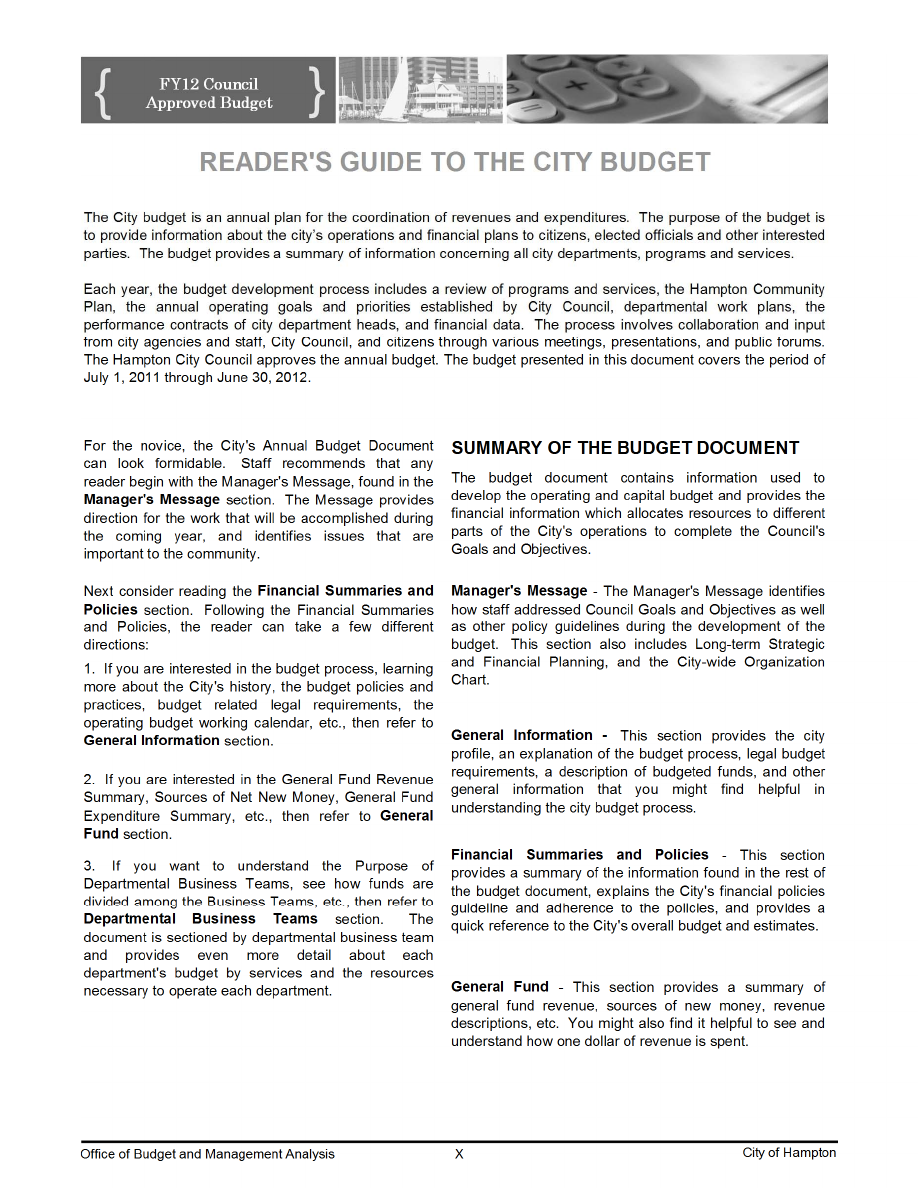 FY12 Council
Approved Budget
READER'S GUIDE TO THE CITY BUDGET
The City budget is an annual plan for the coordination of revenues and expenditures. The purpose of the budget is
to provide information about the city's operations and financial plans to citizens, elected officials and other interested
parties. The budget provides a summary of information concerning all city departments, programs and services.
Each year, the budget development process includes a review of programs and services, the Hampton Community
Plan, the annual operating goals and priorities established by City Council, departmental work plans, the
performance contracts of city department heads, and financial data. The process involves collaboration and input
from city agencies and staff, City Council, and citizens through various meetings, presentations, and public forums.
The Hampton City Council approves the annual budget. The budget presented in this document covers the period of
July 1, 2011 through June 30, 2012.
For the novice, the City's Annual Budget Document
can look formidable. Staff recommends that any
reader begin with the Manager's Message, found in the
Manager's Message section. The Message provides
direction for the work that will be accomplished during
the coming year, and identifies issues that are
important to the community.
Next consider reading the Financial Summaries and
Policies section. Following the Financial Summaries
and Policies, the reader can take a few different
directions:
1. If you are interested in the budget process, learning
more about the City's history, the budget policies and
practices, budget related legal requirements, the
operating budget working calendar, etc., then refer to
General Information section.
2. If you are interested in the General Fund Revenue
Summary, Sources of Net New Money, General Fund
Expenditure Summary, etc., then refer to General
Fund section.
3. If you want to understand the Purpose of
Departmental Business Teams, see how funds are
divided among the Business Teams, etc., then refer to
Departmental Business Teams section. The
document is sectioned by departmental business team
and provides even more detail about each
department's budget by services and the resources
necessary to operate each department.
SUMMARY OF THE BUDGET DOCUMENT
The budget document contains information used to
develop the operating and capital budget and provides the
financial information which allocates resources to different
parts of the City's operations to complete the Council's
Goals and Objectives.
Manager's Message - The Manager's Message identifies
how staff addressed Council Goals and Objectives as well
as other policy guidelines during the development of the
budget. This section also includes Long-term Strategic
and Financial Planning, and the City-wide Organization
Chart.
General Information - This section provides the city
profile, an explanation of the budget process, legal budget
requirements, a description of budgeted funds, and other
general information that you might find helpful in
understanding the city budget process.
Financial Summaries and Policies - This section
provides a summary of the information found in the rest of
the budget document, explains the City's financial policies
guideline and adherence to the policies, and provides a
quick reference to the City's overall budget and estimates.
General Fund - This section provides a summary of
general fund revenue, sources of new money, revenue
descriptions, etc. You might also find it helpful to see and
understand how one dollar of revenue is spent.
Office of Budget and Management Analysis X City of Hampton